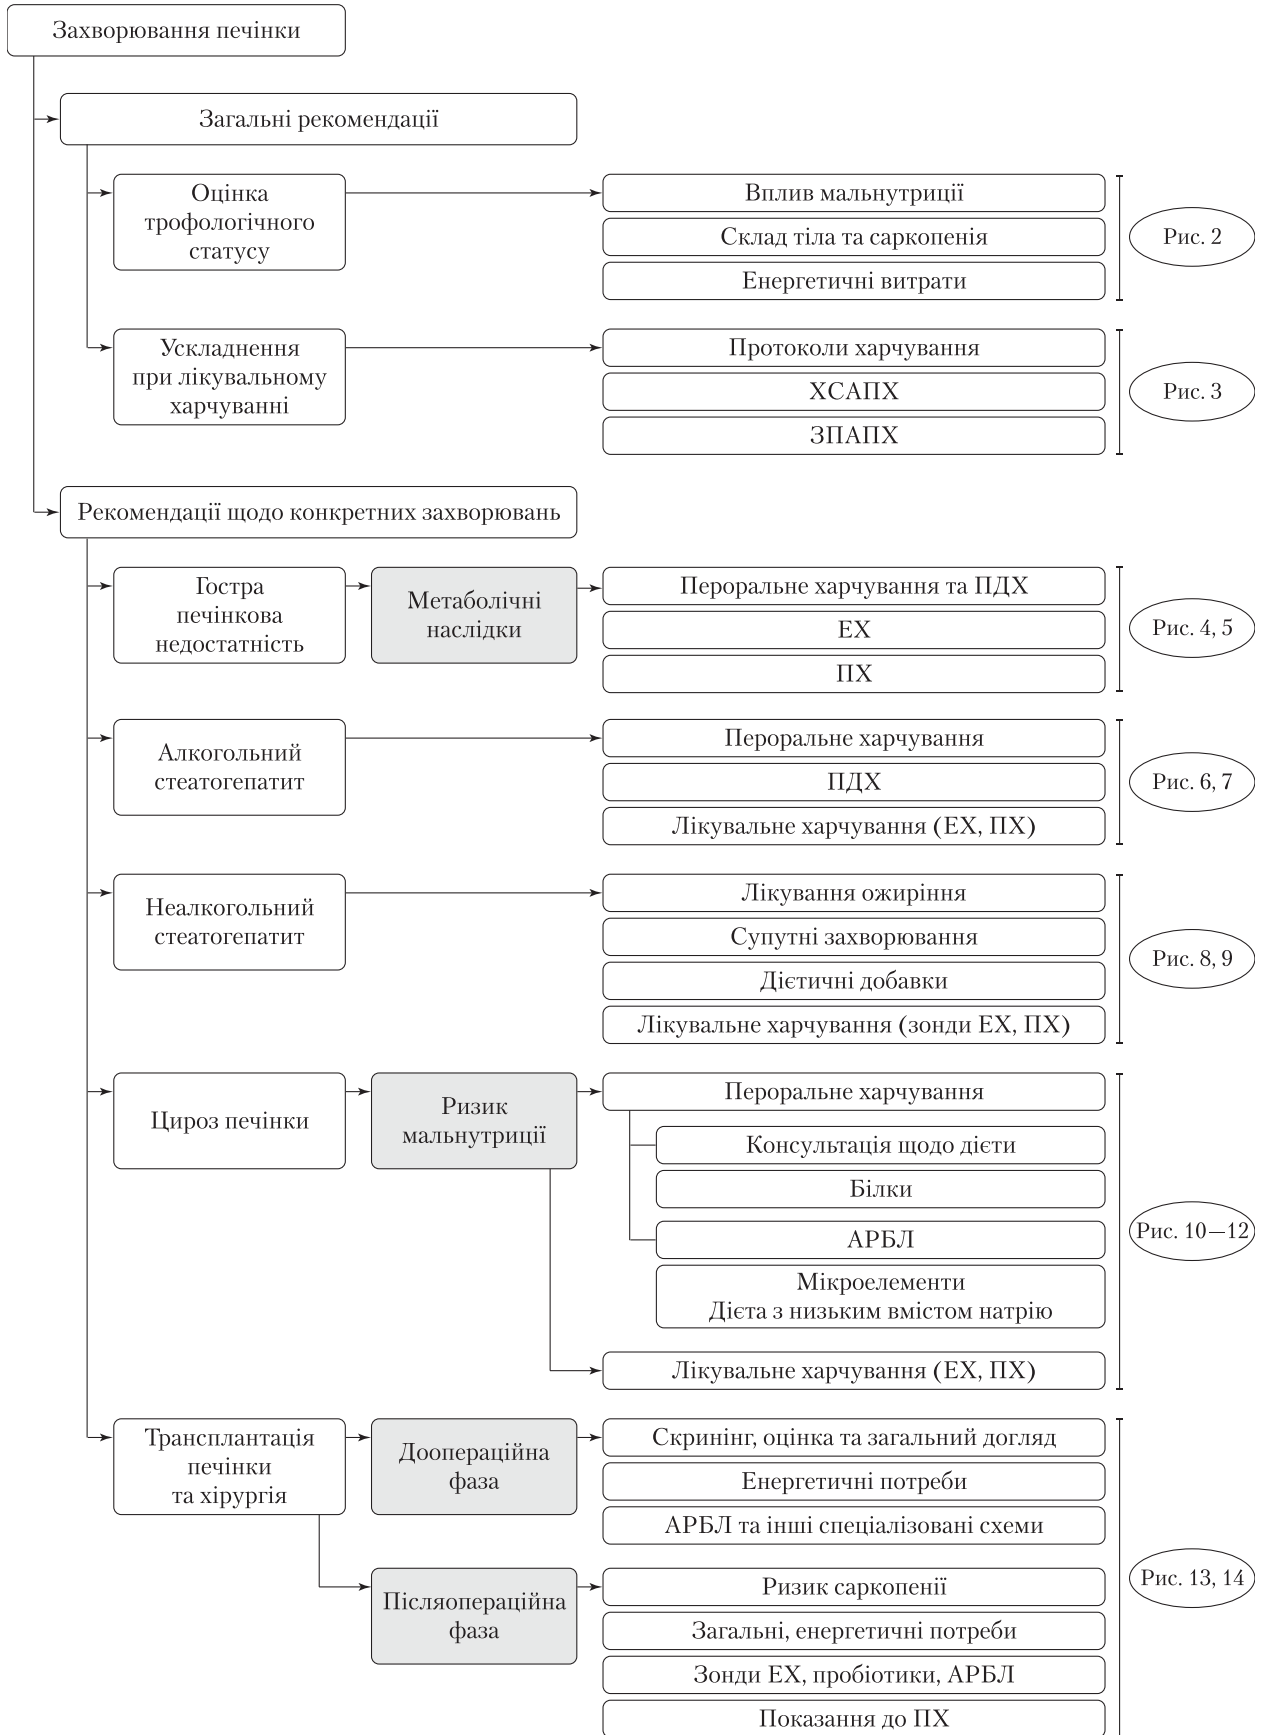 Захворювання печінки
Загальні рекомендації
Оцінка
трофологічного
статусу
Вплив мальнутриції
Склад тіла та саркопенія
Енергетичні витрати
Рис. 2
Ускладнення
при лікувальному
харчуванні
Протоколи харчування
ХСАПХ
ЗПАПХ
Рис. 3
Рекомендації щодо конкретних захворювань
Гостра
печінкова
недостатність
Метаболічні
наслідки
Пероральне харчування та ПДХ
ЕХ
ПХ
Рис. 4, 5
Алкогольний
стеатогепатит
Пероральне харчування
ПДХ
Лікувальне харчування (ЕХ, ПХ)
Рис. 6, 7
Неалкогольний
стеатогепатит
Лікування ожиріння
Супутні захворювання
Дієтичні добавки
Лікувальне харчування (зонди ЕХ, ПХ)
Рис. 8, 9
Цироз печінки
Ризик
мальнутриції
Пероральне харчування
Консультація щодо дієти
Білки
АРБЛ
Мікроелементи
Дієта з низьким вмістом натрію
Лікувальне харчування (ЕХ, ПХ)
Рис. 10—12
Трансплантація
печінки
та хірургія
Доопераційна
фаза
Скринінг, оцінка та загальний догляд
Енергетичні потреби
АРБЛ та інші спеціалізовані схеми
Післяопераційна
фаза
Ризик саркопенії
Загальні, енергетичні потреби
Зонди ЕХ, пробіотики, АРБЛ
Показання до ПХ
Рис. 13, 14